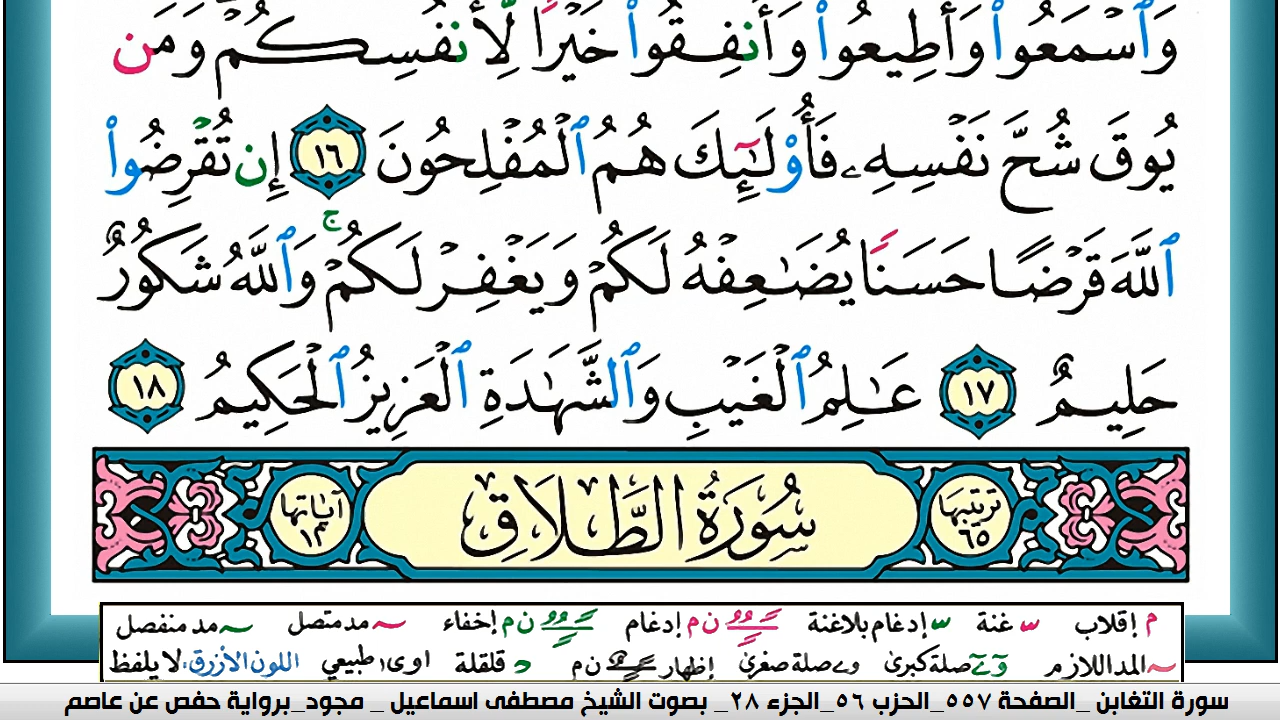 وَٱسْمَعُوا۟ وَأَطِيعُوا۟ وَأَنفِقُوا۟ خَيْرًا لِّأَنفُسِكُمْ وَمَن
يُوقَ شُحَّ نَفْسِهِۦ فَأُو۟لَـٰٓئِكَ هُمُ ٱلْمُفْلِحُونَ ١٦ إِن تُقْرِضُوا۟
ٱللَّهَ قَرْضًا حَسَنًا يُضَـٰعِفْهُ لَكُمْ وَيَغْفِرْ لَكُمْ ۚ وَٱللَّهُ شَكُورٌ
حَلِيمٌ ١٧ عَـٰلِمُ ٱلْغَيْبِ وَٱلشَّهَـٰدَةِ ٱلْعَزِيزُ ٱلْحَكِيمُ ١٨
ترتيبها ٦٥ سُورَةُ الطَّلَاقِ آياتها ١٢
م إقلاب غنة إدغام بلاغنة ن م إدغام ن م إخفاء مد متصل مد منفصل
المد اللازم صلة كبرى صلة صغرى إظهار ن م قلقلة اوى طبيعي اللون الأزرق: لا يلفظ
سورة التغابن _الصفحة ٥٥٧_الحزب ٥٦_الجزء ٢٨_ بصوت الشيخ مصطفى اسماعيل _ مجود_برواية حفص عن عاصم